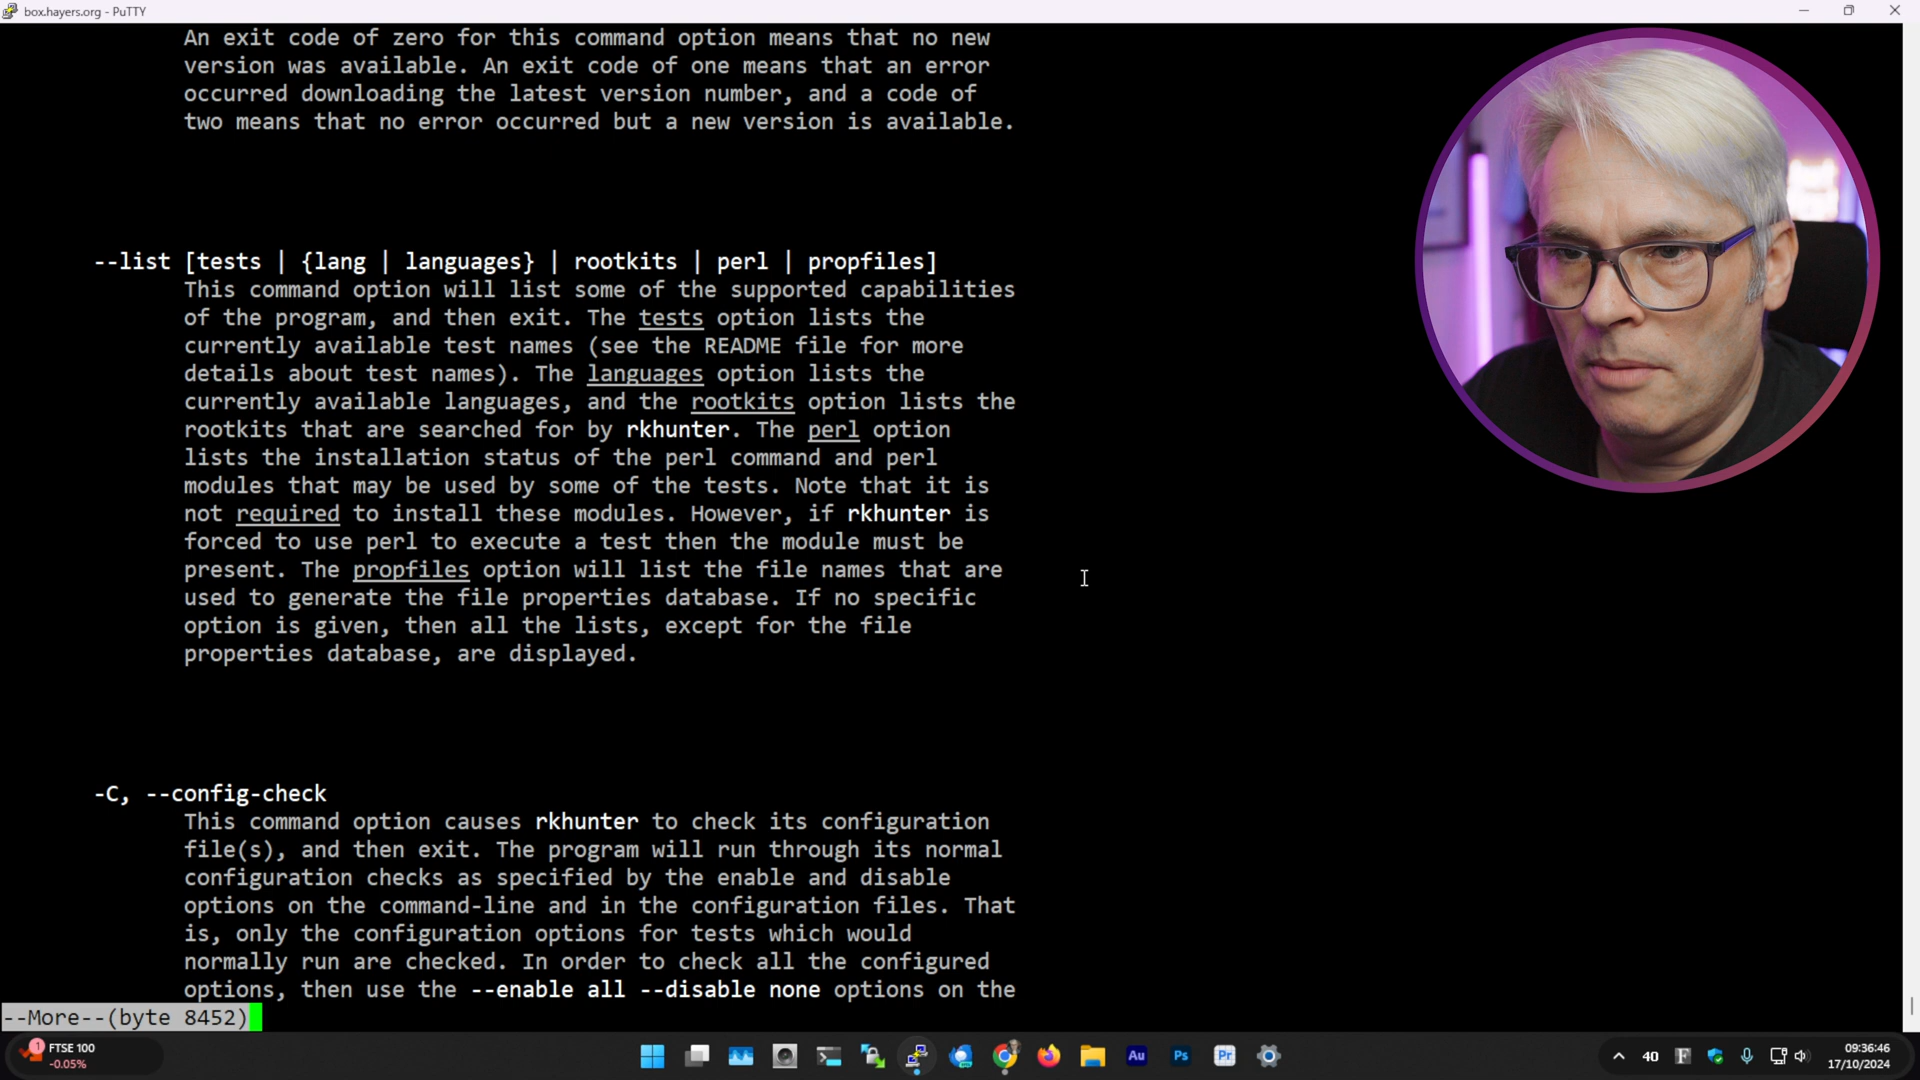 box.hayers.org - PuTTY
An exit code of zero for this command option means that no new
version was available. An exit code of one means that an error
occurred downloading the latest version number, and a code of
two means that no error occurred but a new version is available.
--list [tests | {lang | languages} | rootkits | perl | propfiles]
This command option will list some of the supported capabilities
of the program, and then exit. The tests option lists the
currently available test names (see the README file for more
details about test names). The languages option lists the
currently available languages, and the rootkits option lists the
rootkits that are searched for by rkhunter. The perl option
lists the installation status of the perl command and perl
modules that may be used by some of the tests. Note that it is
not required to install these modules. However, if rkhunter is
forced to use perl to execute a test then the module must be
present. The propfiles option will list the file names that are
used to generate the file properties database. If no specific
option is given, then all the lists, except for the file
properties database, are displayed.
-C, --config-check
This command option causes rkhunter to check its configuration
file(s), and then exit. The program will run through its normal
configuration checks as specified by the enable and disable
options on the command-line and in the configuration files. That
is, only the configuration options for tests which would
normally run are checked. In order to check all the configured
options, then use the --enable all --disable none options on the
--More--(byte 8452)
1
FTSE 100
-0.05%
Au
Ps
Pr
40
F
09:36:46
17/10/2024